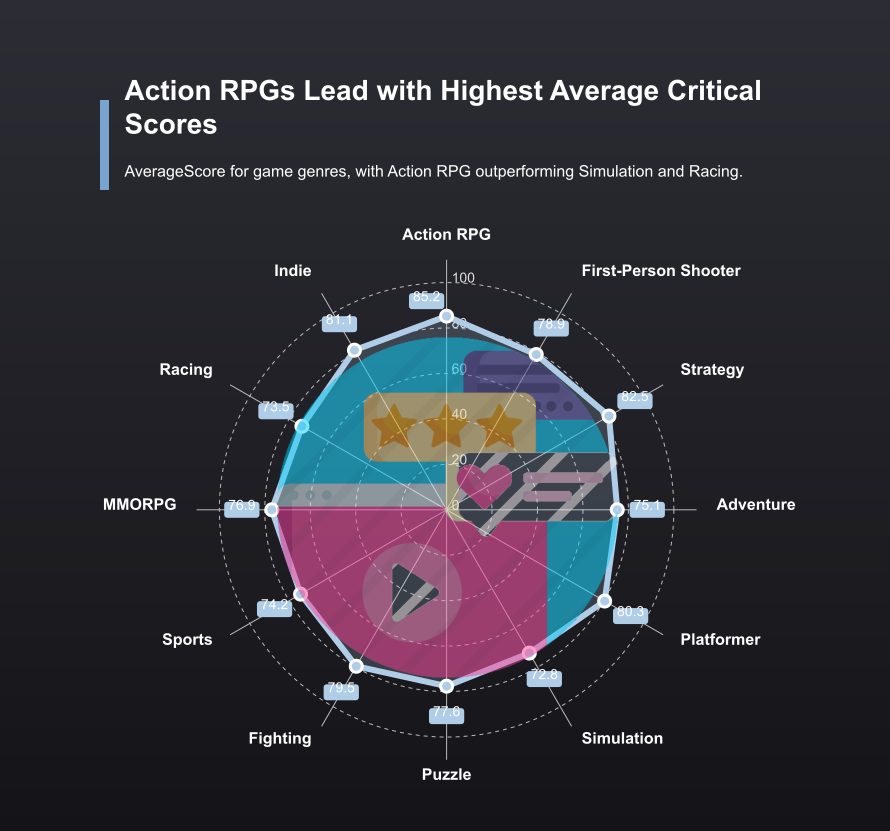 Action RPGs Lead with Highest Average Critical
Scores
AverageScore for game genres, with Action RPG outperforming Simulation and Racing.
Action RPG
Indie
First-Person Shooter
100
85.2
81.1
80
78.9
Racing
Strategy
60
73.5
82.5
40
20
MMORPG
76.9
0
75.1
Adventure
74.2
80.3
Sports
Platformer
79.5
77.6
72.8
Fighting
Simulation
Puzzle